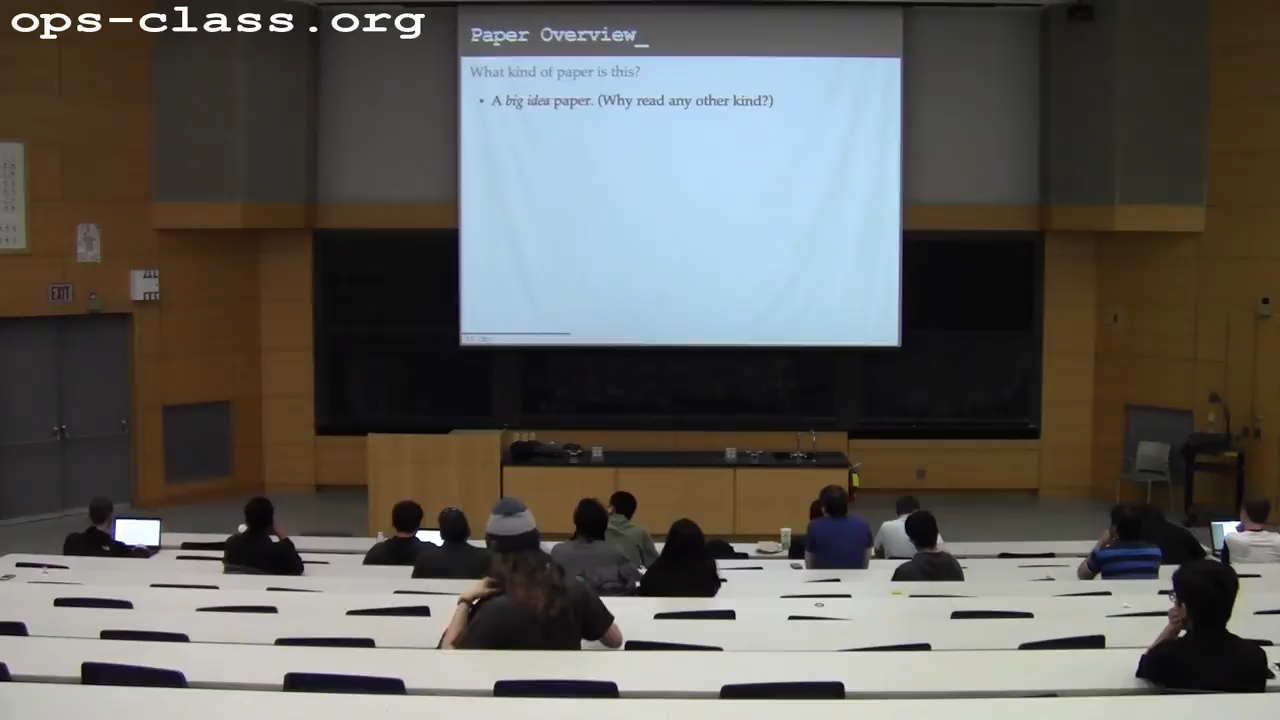 ops-class.org
Paper Overview_
What kind of paper is this?
• A big idea paper. (Why read any other kind?)
EXIT